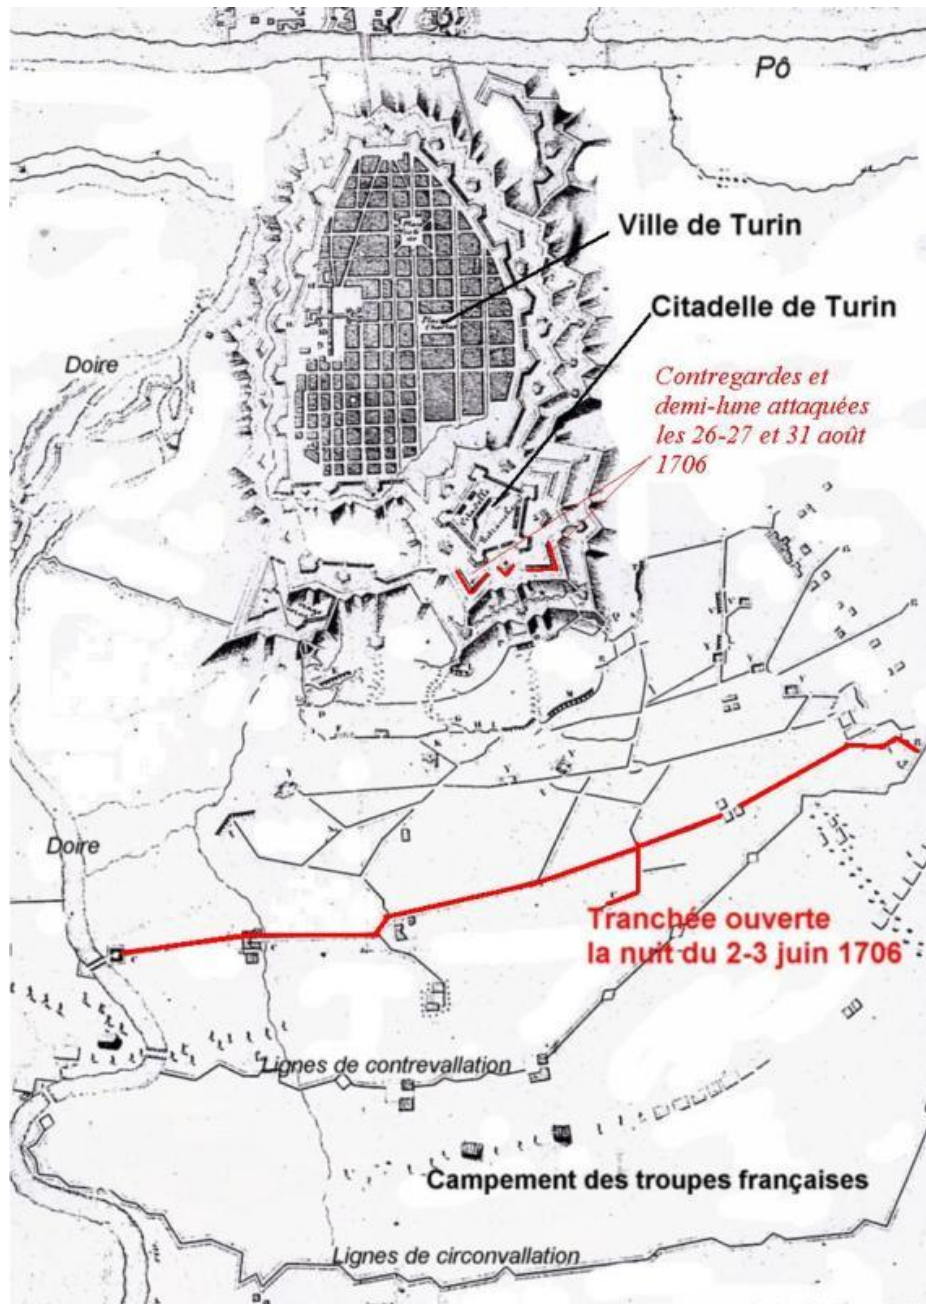 Pô
Ville de Turin
Citadelle de Turin
Doire
Contregardes et
demi-lune attaquées
les 26-27 et 31 août
1706
Citadelle
Doire
Tranchée ouverte
la nuit du 2-3 juin 1706
Lignes de contrevallation
Campement des troupes françaises
Lignes de circonvallation